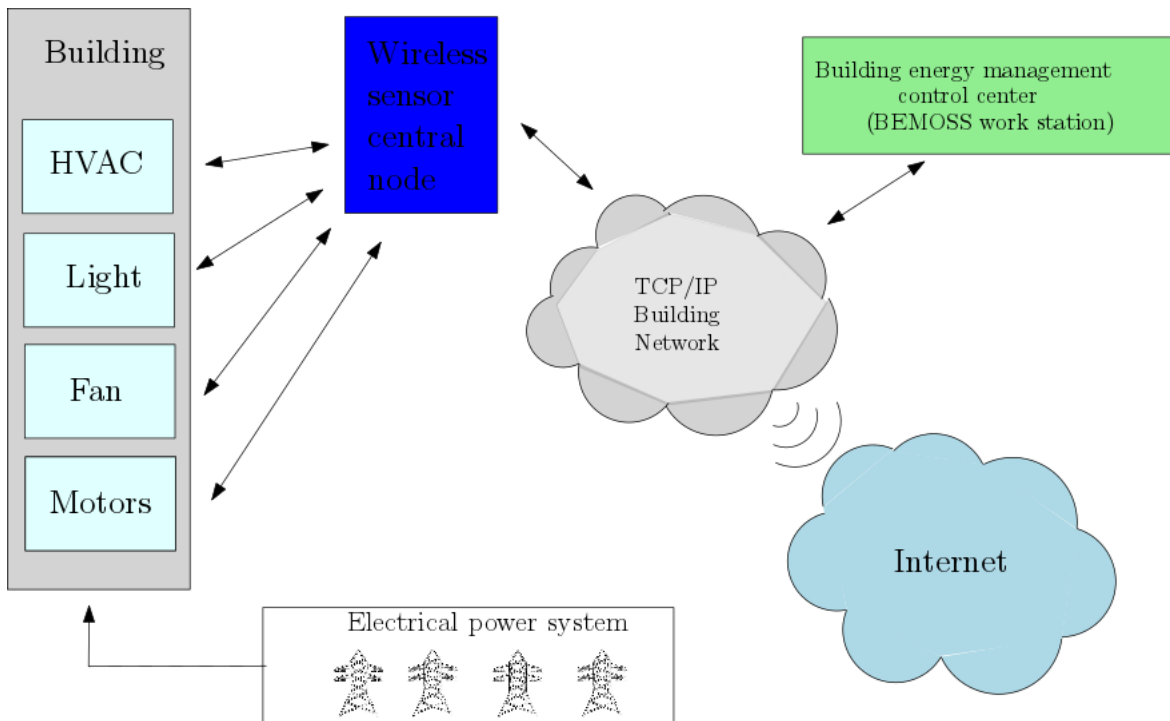 Building
HVAC
Light
Fan
Motors
Wireless
sensor
central
node
Building energy management
control center
(BEMOSS work station)
TCP/IP
Building
Network
Internet
Electrical power system